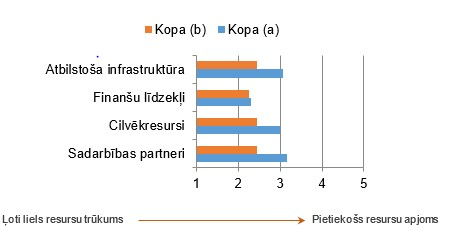 Kopa (b) Kopa (a)
Atbilstoša infrastruktūra
Finanšu līdzekļi
Cilvēkresursi
Sadarbības partneri
1 2 3 4 5
Ļoti liels resursu trūkums Pietiekošs resursu apjoms